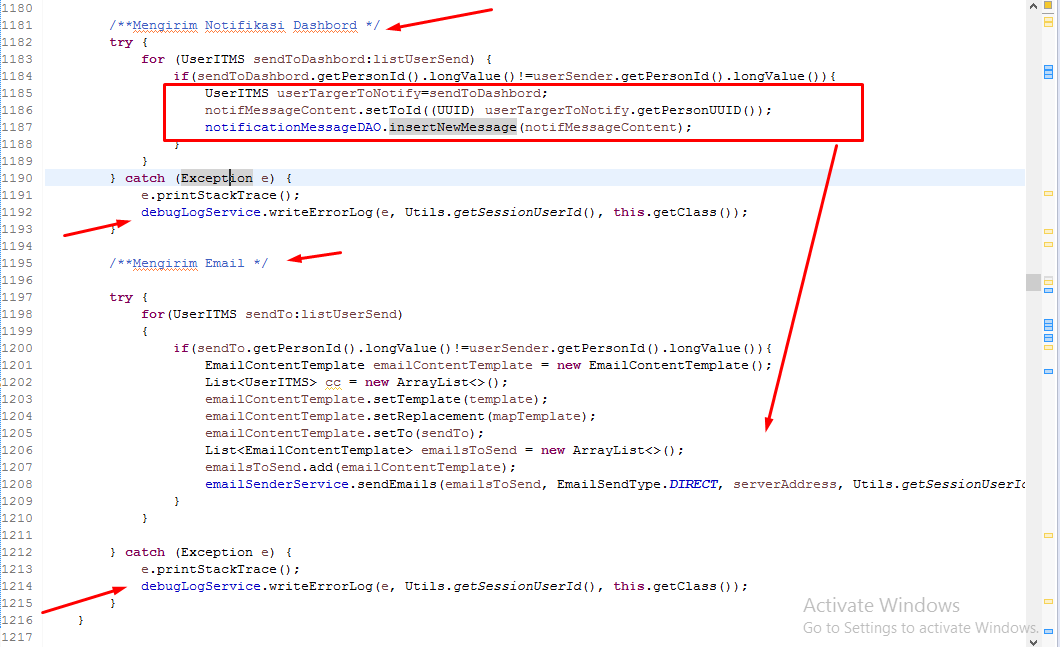 1180
1181 /**Mengirim Notifikasi Dashbord */
1182 try {
1183 for (UserITMS sendToDashbord:listUserSend) {
1184 if(sendToDashbord.getPersonId().longValue()!=userSender.getPersonId().longValue()){
1185 UserITMS userTargerToNotify=sendToDashbord;
1186 notifMessageContent.setToId((UUID) userTargerToNotify.getPersonUUID());
1187 notificationMessageDAO.insertNewMessage(notifMessageContent);
1188 }
1189 }
1190 } catch (Exception e) {
1191 e.printStackTrace();
1192 debugLogService.writeErrorLog(e, Utils.getSessionUserId(), this.getClass());
1193 }
1194
1195 /**Mengirim Email */
1196
1197 try {
1198 for(UserITMS sendTo:listUserSend)
1199 {
1200 if(sendTo.getPersonId().longValue()!=userSender.getPersonId().longValue()){
1201 EmailContentTemplate emailContentTemplate = new EmailContentTemplate();
1202 List<UserITMS> cc = new ArrayList<>();
1203 emailContentTemplate.setTemplate(template);
1204 emailContentTemplate.setReplacement(mapTemplate);
1205 emailContentTemplate.setTo(sendTo);
1206 List<EmailContentTemplate> emailsToSend = new ArrayList<>();
1207 emailsToSend.add(emailContentTemplate);
1208 emailSenderService.sendEmails(emailsToSend, EmailSendType.DIRECT, serverAddress, Utils.getSessionUserId
1209 }
1210 }
1211
1212 } catch (Exception e) {
1213 e.printStackTrace();
1214 debugLogService.writeErrorLog(e, Utils.getSessionUserId(), this.getClass());
1215 }
1216 }
1217
Activate Windows
Go to Settings to activate Windows.